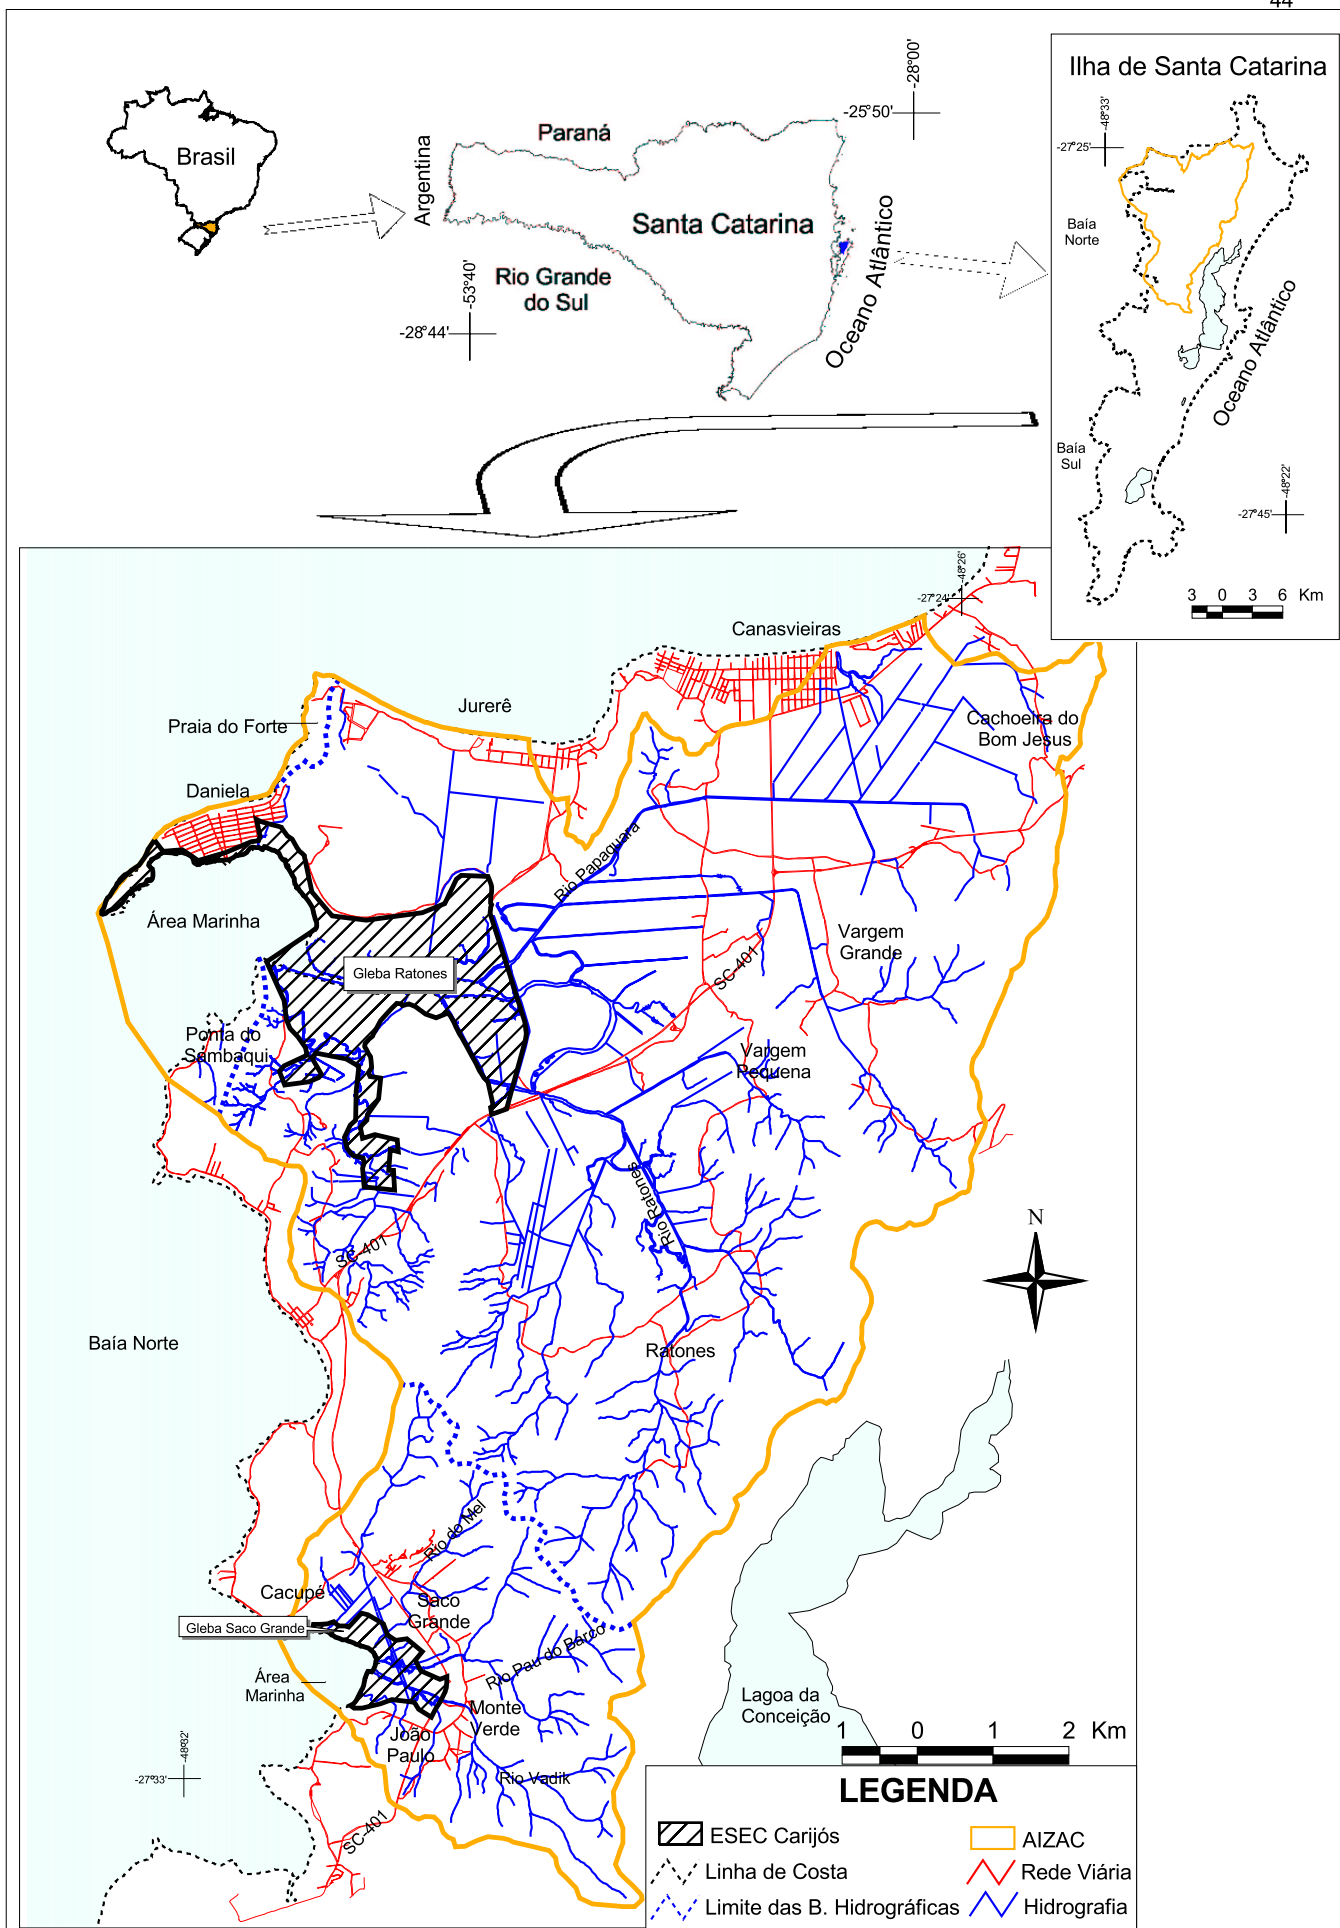 44
Ilha de Santa Catarina
-48°33'
-27°25'
Baía
Norte
Baía
Sul
Oceano Atlântico
-48°22'
-27°45'
3 0 3 6 Km
Brasil
Argentina
Paraná
Santa Catarina
Rio Grande
do Sul
Oceano Atlântico
-28°00'
-25°50'
-53°40'
-28°44'
-48°26'
-27°24'
Canasvieiras
Jurerê
Praia do Forte
Cachoeira do
Bom Jesus
Daniela
Rio Papaquara
Área Marinha
Vargem
Grande
Gleba Ratones
SC-401
Ponta do
Sambaqui
Vargem
Pequena
Rio Ratones
N
SC-401
Baía Norte
Ratones
Rio do Mel
Cacupé
Saco
Grande
Gleba Saco Grande
Rio Pau do Barco
Área
Marinha
Monte
Verde
João
Paulo
Rio Vadik
Lagoa da
Conceição
1 0 1 2 Km
-48°32'
-27°33'
SC-401
LEGENDA
ESEC Carijós
AIZAC
Linha de Costa
Rede Viária
Limite das B. Hidrográficas
Hidrografia